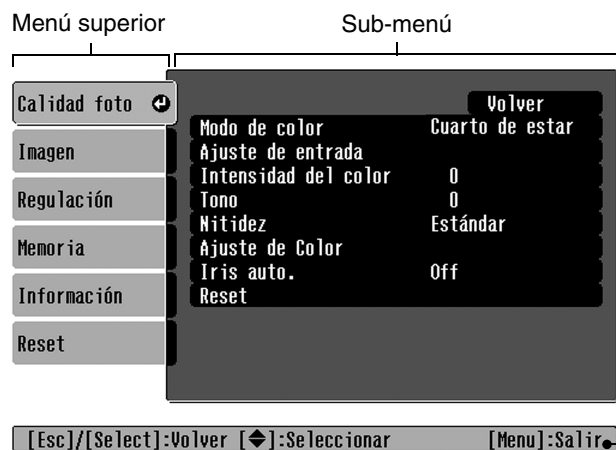 Menú superior
Sub-menú
Calidad foto
Imagen
Regulación
Memoria
Información
Reset
Volver
Modo de color Cuarto de estar
Ajuste de entrada
Intensidad del color 0
Tono 0
Nitidez Estándar
Ajuste de Color
Iris auto. Off
Reset
[Esc]/[Select]:Volver [◆]:Seleccionar [Menu]:Salir